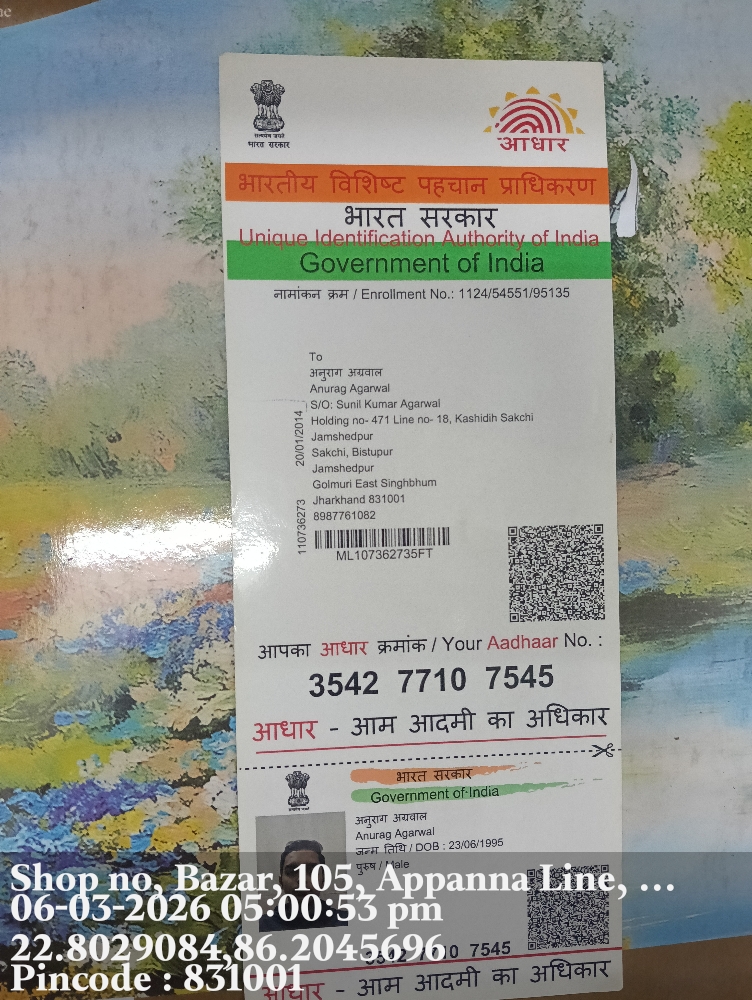 सत्यमेव जयते
भारत सरकार
आधार
भारतीय विशिष्ट पहचान प्राधिकरण
भारत सरकार
Unique Identification Authority of India
Government of India
नामांकन क्रम / Enrollment No.: 1124/54551/95135
To
अनुराग अग्रवाल
Anurag Agarwal
S/O: Sunil Kumar Agarwal
Holding no- 471 Line no- 18, Kashidih Sakchi
Jamshedpur
Sakchi, Bistupur
Jamshedpur
Golmuri East Singhbhum
Jharkhand 831001
8987761082
20/01/2014
110736273
ML107362735FT
आपका आधार क्रमांक / Your Aadhaar No. :
3542 7710 7545
आधार - आम आदमी का अधिकार
भारत सरकार
Government of India
अनुराग अग्रवाल
Anurag Agarwal
जन्म तिथि / DOB : 23/06/1995
पुरुष / Male
Shop no, Bazar, 105, Appanna Line, ...
06-03-2026 05:00:53 pm
22.8029084,86.2045696
3542 7710 7545
Pincode : 831001
आधार - आम आदमी का अधिकार